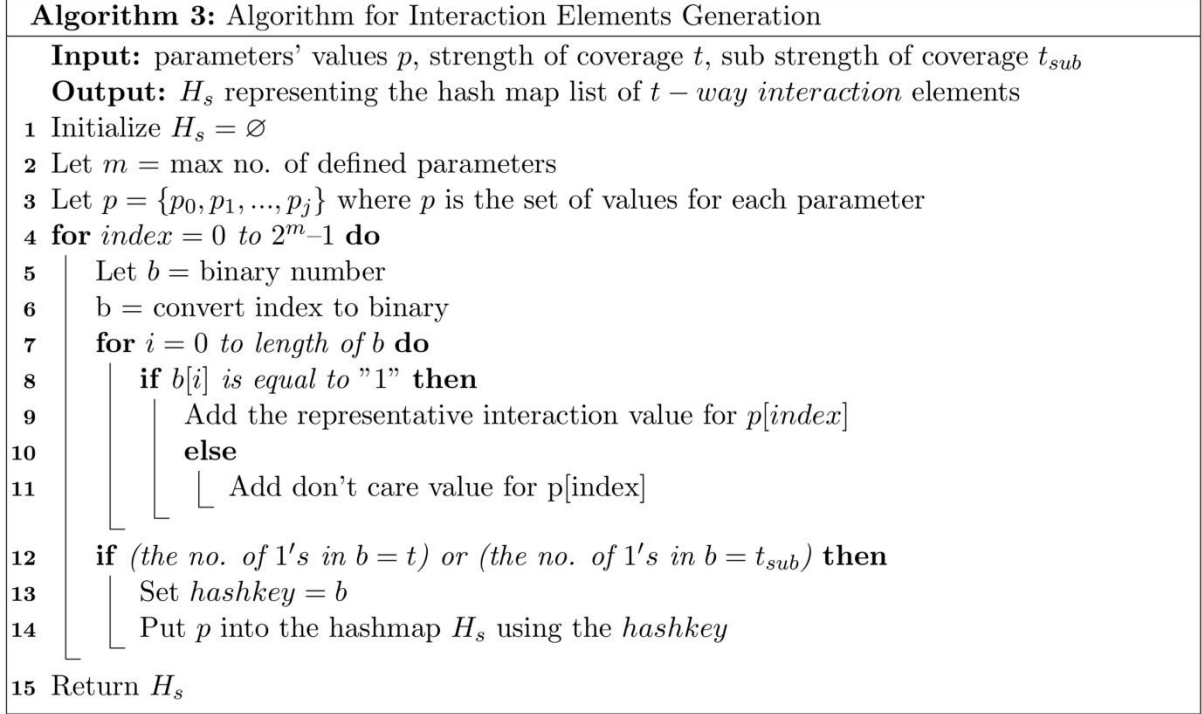 Algorithm 3: Algorithm for Interaction Elements Generation
Input: parameters' values p, strength of coverage t, sub strength of coverage t_{sub}
Output: H_s representing the hash map list of t − way interaction elements
1 Initialize H_s = ∅
2 Let m = max no. of defined parameters
3 Let p = {p_0, p_1, ..., p_j} where p is the set of values for each parameter
4 for index = 0 to 2^m–1 do
5 Let b = binary number
6 b = convert index to binary
7 for i = 0 to length of b do
8 if b[i] is equal to ”1” then
9 Add the representative interaction value for p[index]
10 else
11 Add don't care value for p[index]
12 if (the no. of 1's in b = t) or (the no. of 1's in b = t_{sub}) then
13 Set hashkey = b
14 Put p into the hashmap H_s using the hashkey
15 Return H_s